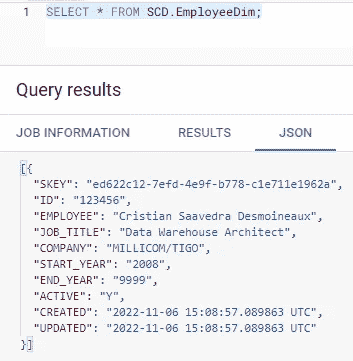 1 SELECT * FROM SCD.EmployeeDim;
Query results
JOB INFORMATION RESULTS JSON
[{
"SKEY": "ed622c12-7efd-4e9f-b778-c1e711e1962a",
"ID": "123456",
"EMPLOYEE": "Cristian Saavedra Desmoineaux",
"JOB_TITLE": "Data Warehouse Architect",
"COMPANY": "MILLICOM/TIGO",
"START_YEAR": "2008",
"END_YEAR": "9999",
"ACTIVE": "Y",
"CREATED": "2022-11-06 15:08:57.089863 UTC",
"UPDATED": "2022-11-06 15:08:57.089863 UTC"
}]